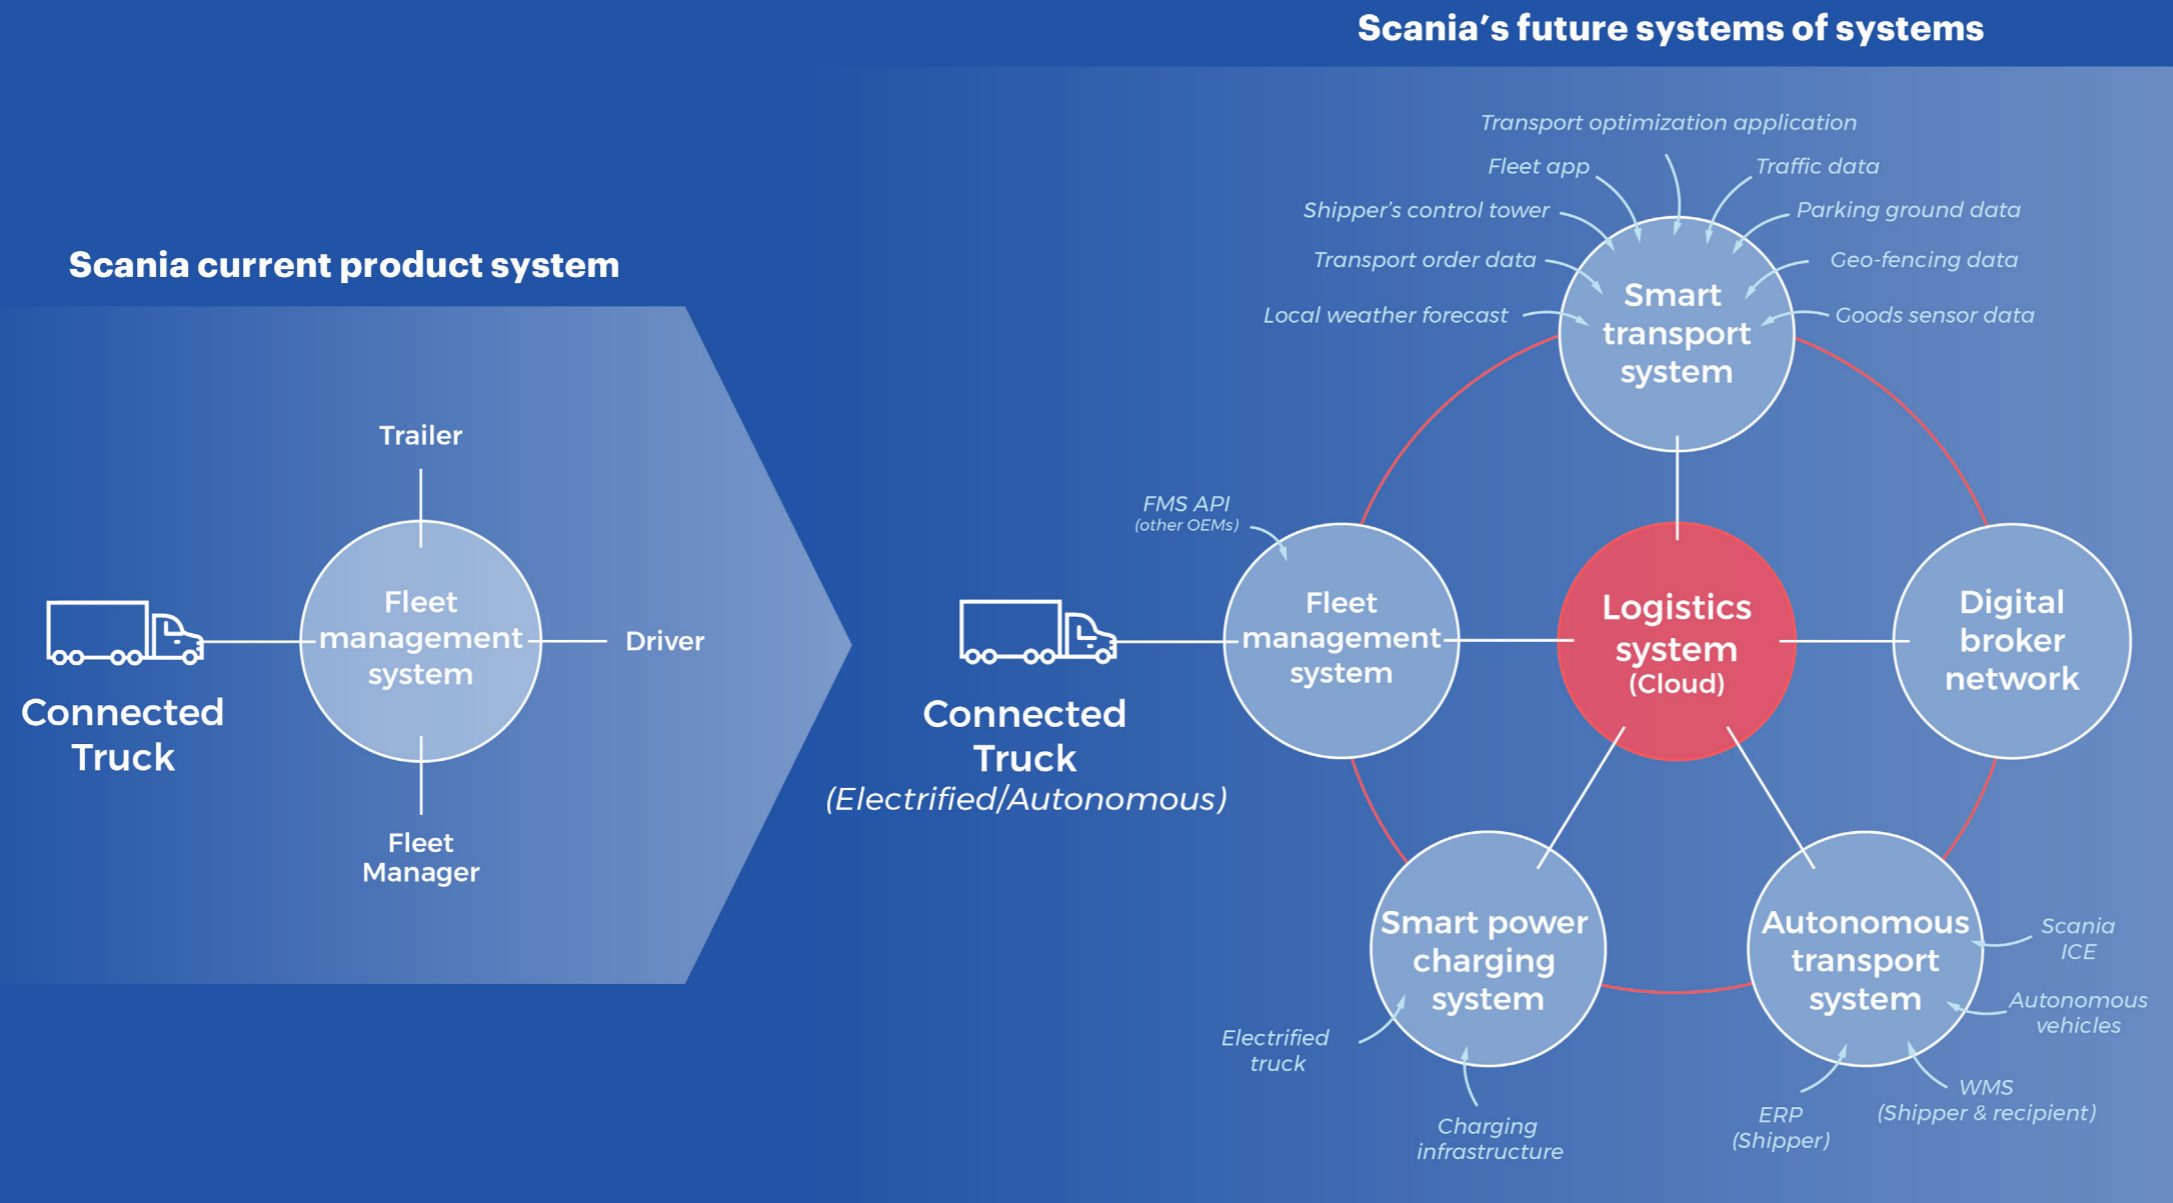 Scania's future systems of systems
Scania current product system
Trailer
Fleet
management
system
Driver
Connected
Truck
Fleet
Manager
Transport optimization application
Fleet app
Traffic data
Shipper's control tower
Parking ground data
Transport order data
Geo-fencing data
Local weather forecast
Goods sensor data
Smart
transport
system
FMS API
(other OEMs)
Connected
Truck
(Electrified/Autonomous)
Fleet
management
system
Logistics
system
(Cloud)
Digital
broker
network
Smart power
charging
system
Electrified
truck
Charging
infrastructure
Autonomous
transport
system
Scania
ICE
Autonomous
vehicles
WMS
(Shipper & recipient)
ERP
(Shipper)